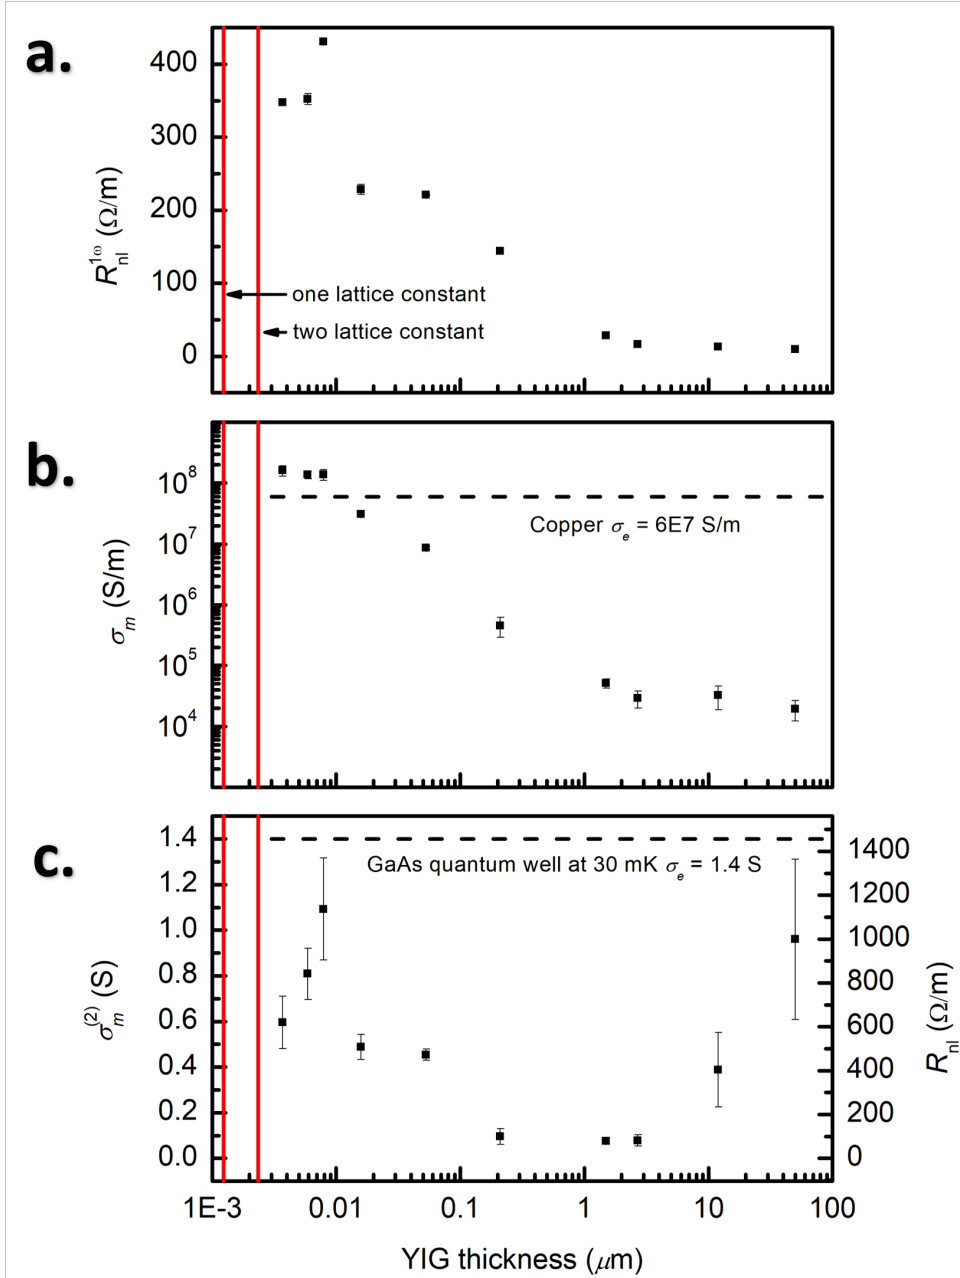 a.
400
300
200
100
0
R_nl^1ω (Ω/m)
one lattice constant
two lattice constant
b.
10^8
10^7
10^6
10^5
10^4
σ_m (S/m)
Copper σ_e = 6E7 S/m
c.
1.4
1.2
1.0
0.8
0.6
0.4
0.2
0.0
σ_m^(2) (S)
GaAs quantum well at 30 mK σ_e = 1.4 S
1400
1200
1000
800
600
400
200
0
R_nl (Ω/m)
1E-3 0.01 0.1 1 10 100
YIG thickness (μm)